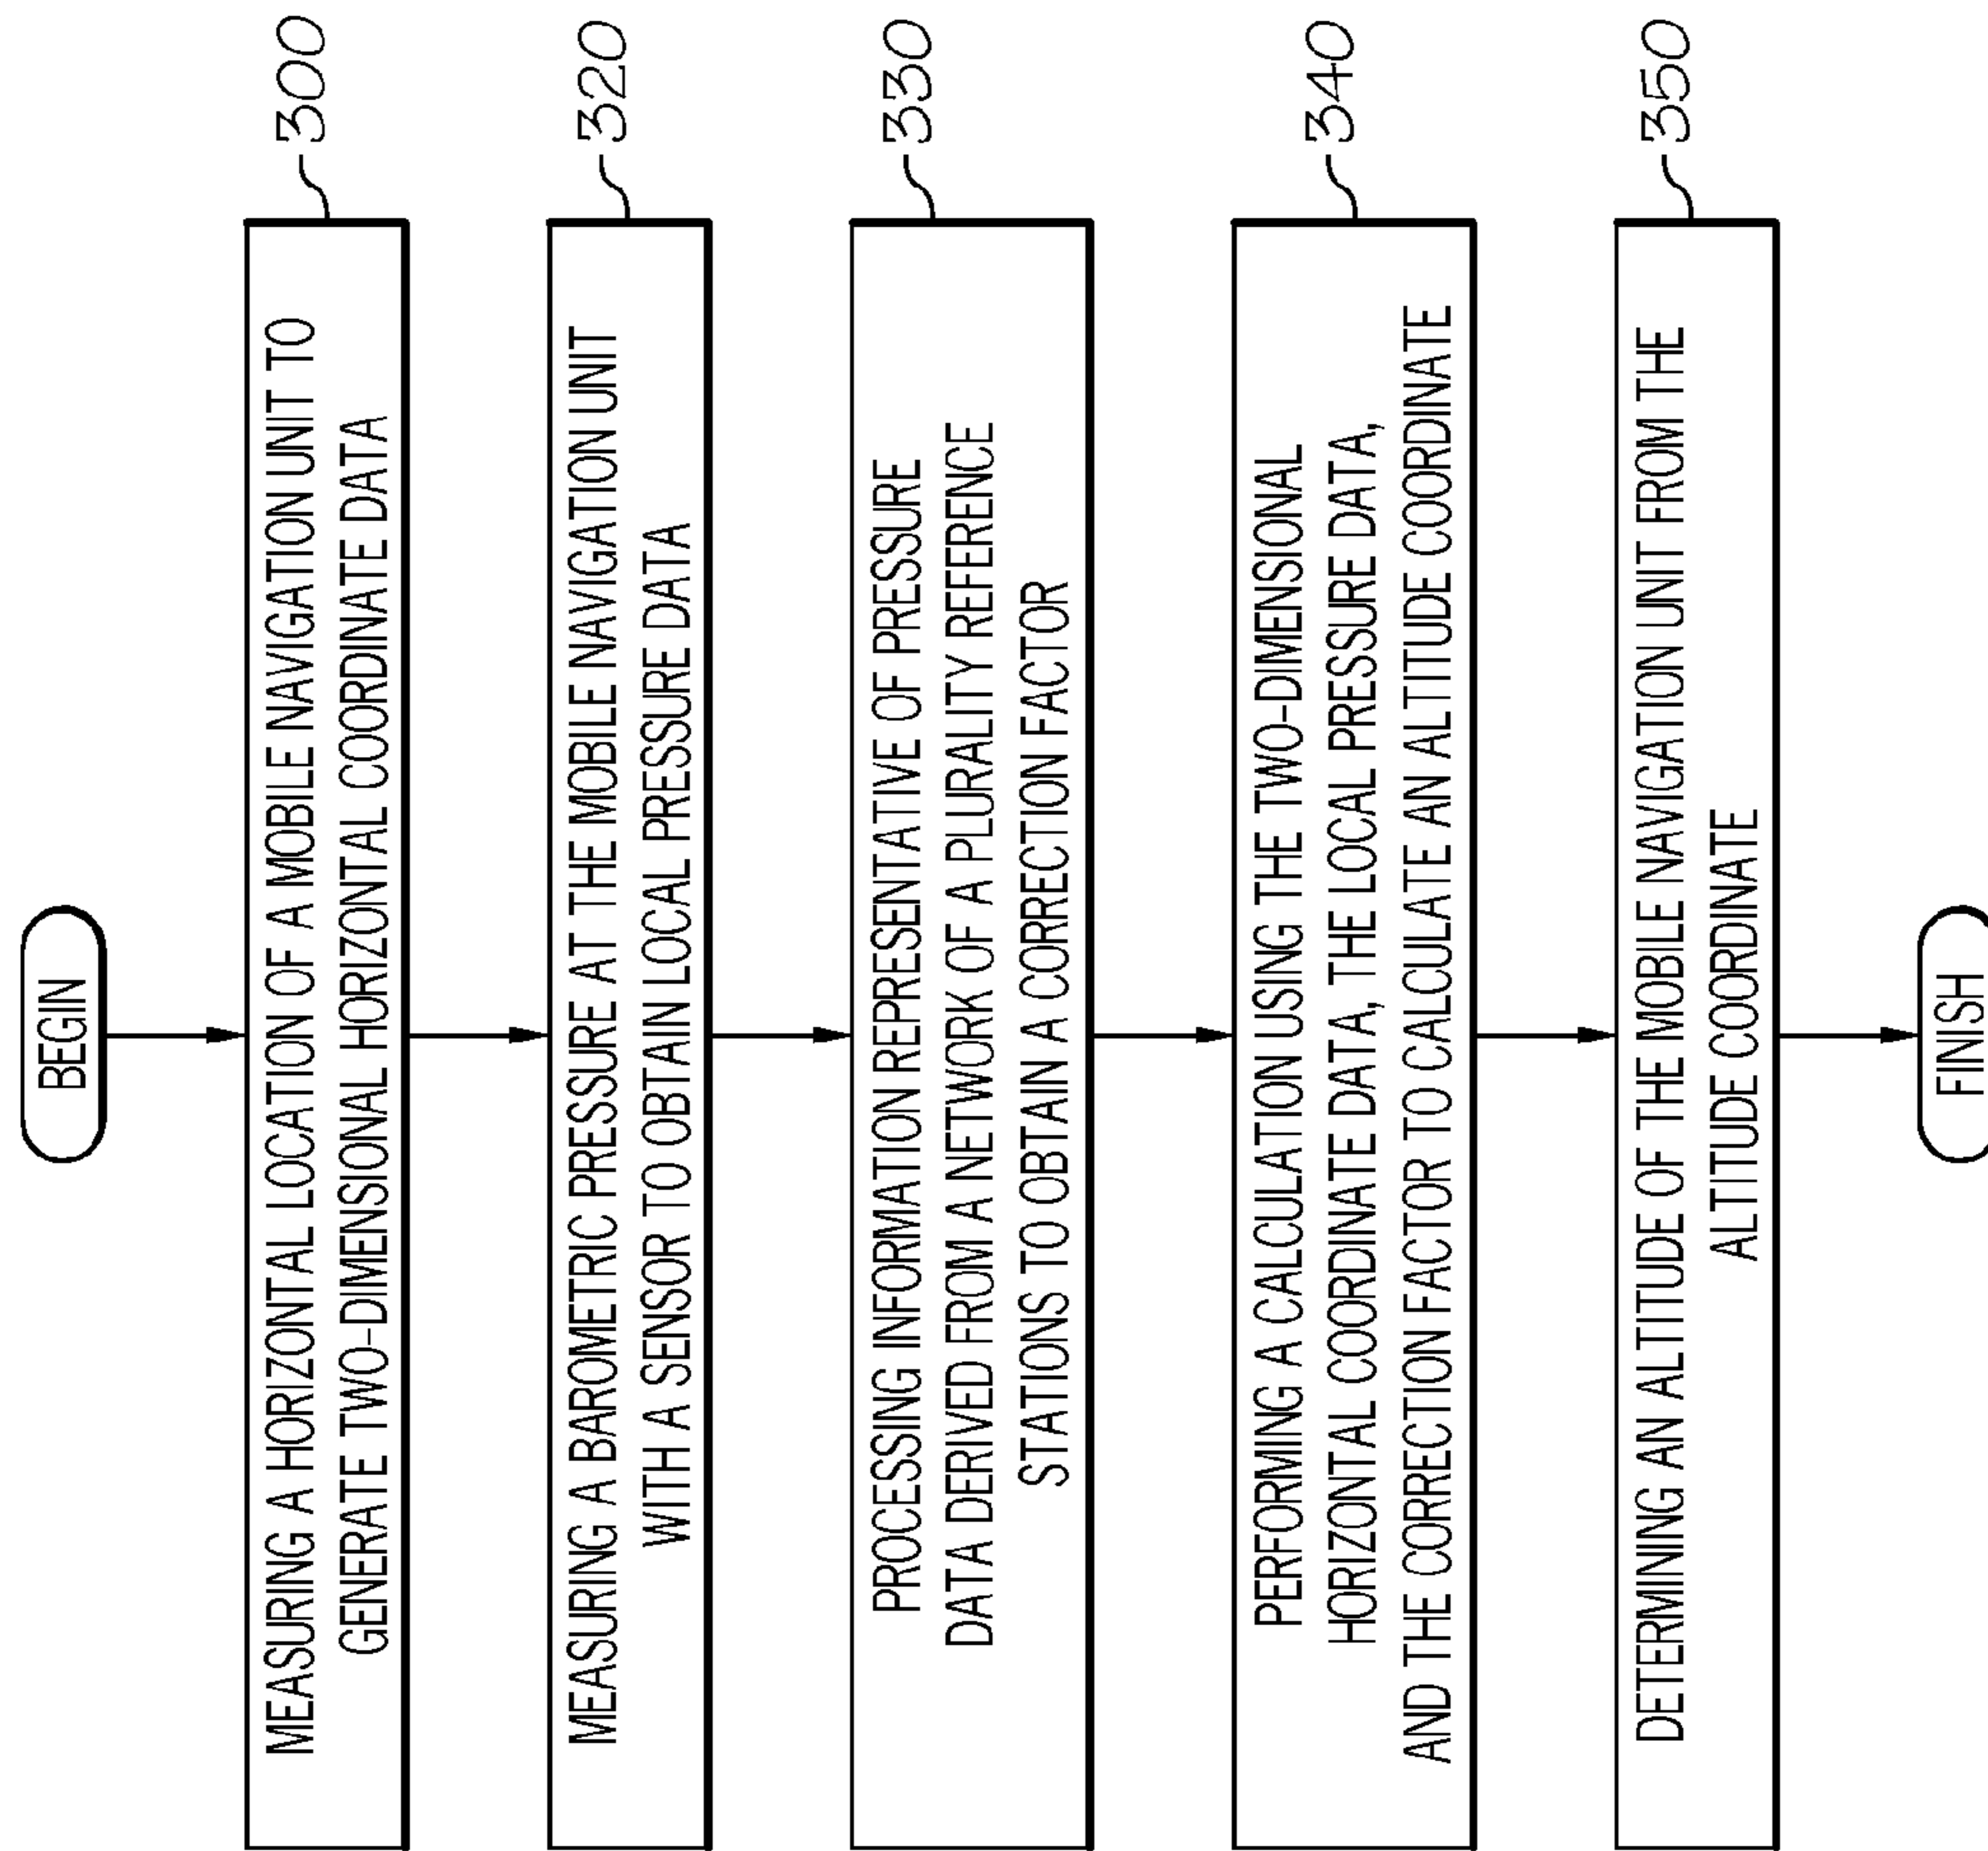 BEGIN
MEASURING A HORIZONTAL LOCATION OF A MOBILE NAVIGATION UNIT TO
GENERATE TWO-DIMENSIONAL HORIZONTAL COORDINATE DATA
300
MEASURING A BAROMETRIC PRESSURE AT THE MOBILE NAVIGATION UNIT
WITH A SENSOR TO OBTAIN LOCAL PRESSURE DATA
320
PROCESSING INFORMATION REPRESENTATIVE OF PRESSURE
DATA DERIVED FROM A NETWORK OF A PLURALITY REFERENCE
STATIONS TO OBTAIN A CORRECTION FACTOR
330
PERFORMING A CALCULATION USING THE TWO-DIMENSIONAL
HORIZONTAL COORDINATE DATA, THE LOCAL PRESSURE DATA,
AND THE CORRECTION FACTOR TO CALCULATE AN ALTITUDE COORDINATE
340
DETERMINING AN ALTITUDE OF THE MOBILE NAVIGATION UNIT FROM THE
ALTITUDE COORDINATE
350
FINISH